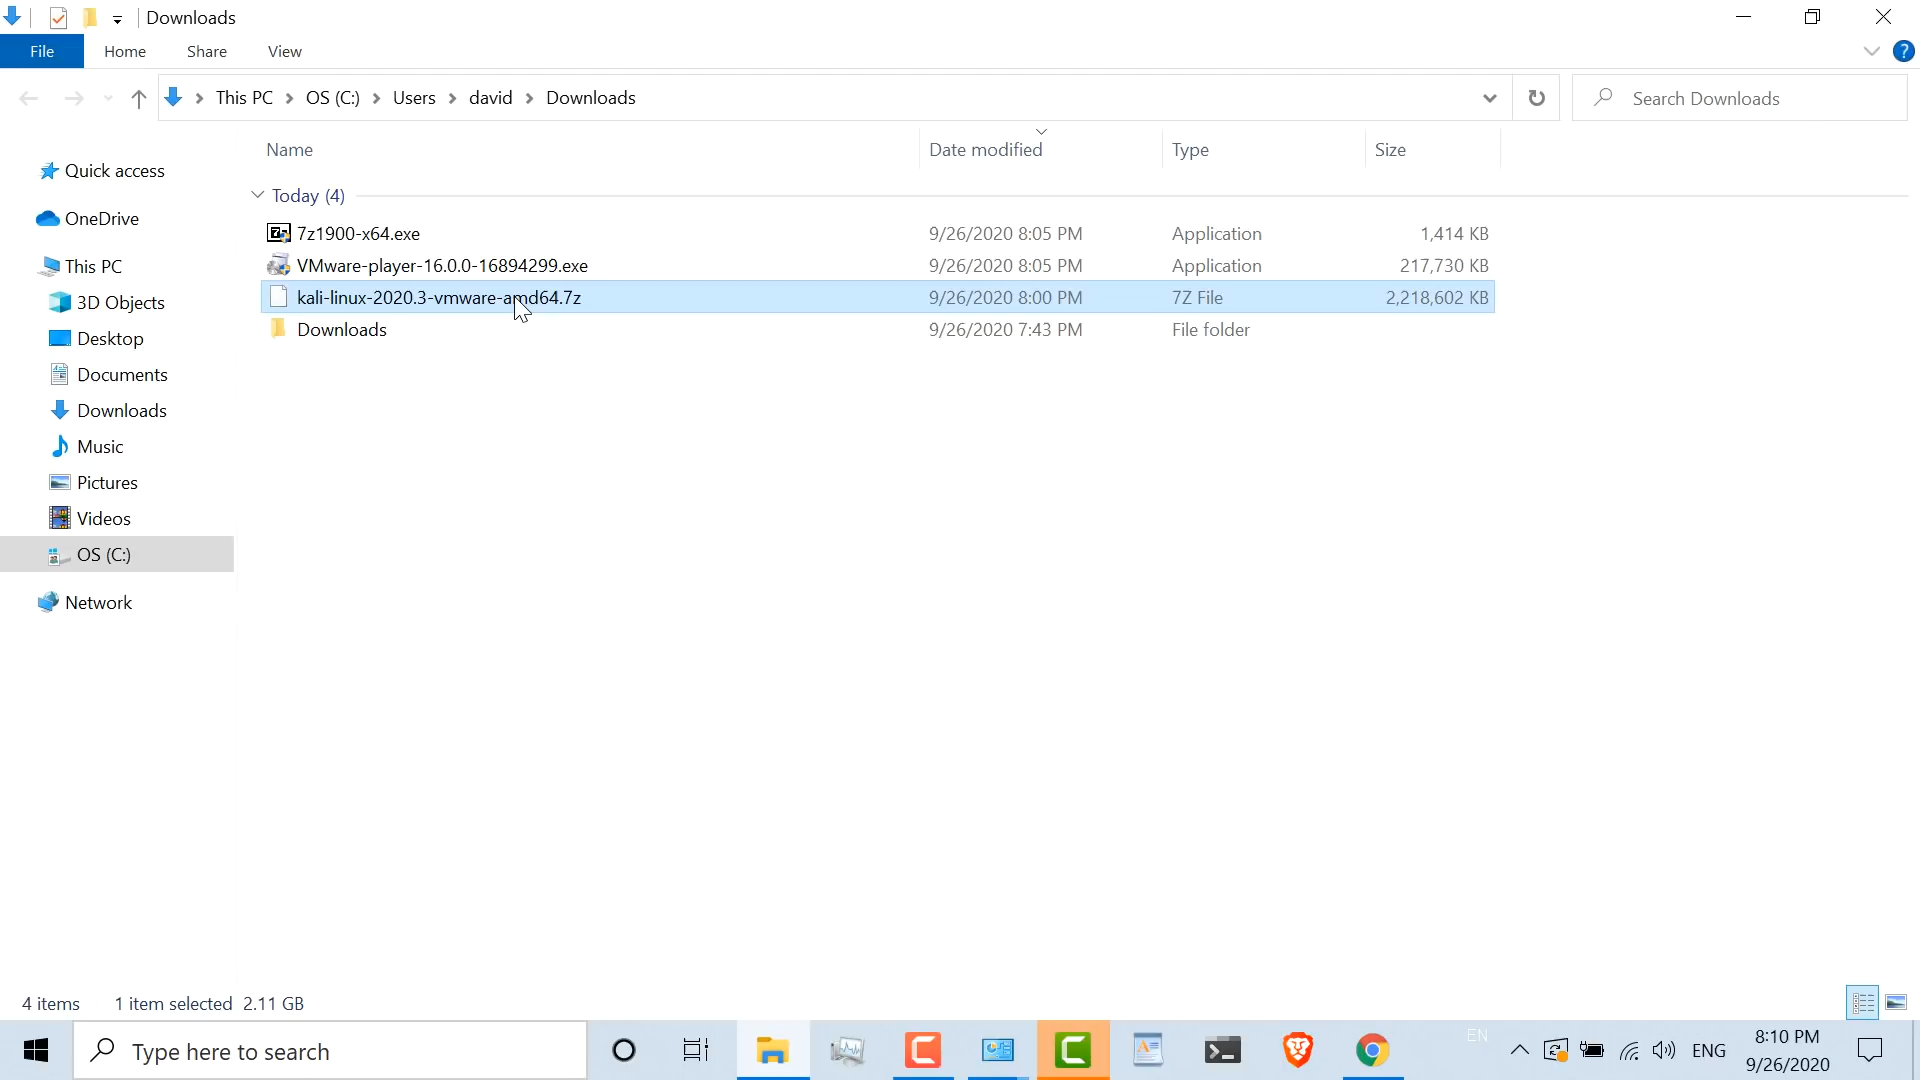 Downloads
File Home Share View
This PC OS (C:) Users david Downloads Search Downloads
Name Date modified Type Size
Quick access
OneDrive
This PC
3D Objects
Desktop
Documents
Downloads
Music
Pictures
Videos
OS (C:)
Network
Today (4)
7z1900-x64.exe 9/26/2020 8:05 PM Application 1,414 KB
VMware-player-16.0.0-16894299.exe 9/26/2020 8:05 PM Application 217,730 KB
kali-linux-2020.3-vmware-amd64.7z 9/26/2020 8:00 PM 7Z File 2,218,602 KB
Downloads 9/26/2020 7:43 PM File folder
4 items 1 item selected 2.11 GB
Type here to search
EN
ENG
8:10 PM
9/26/2020